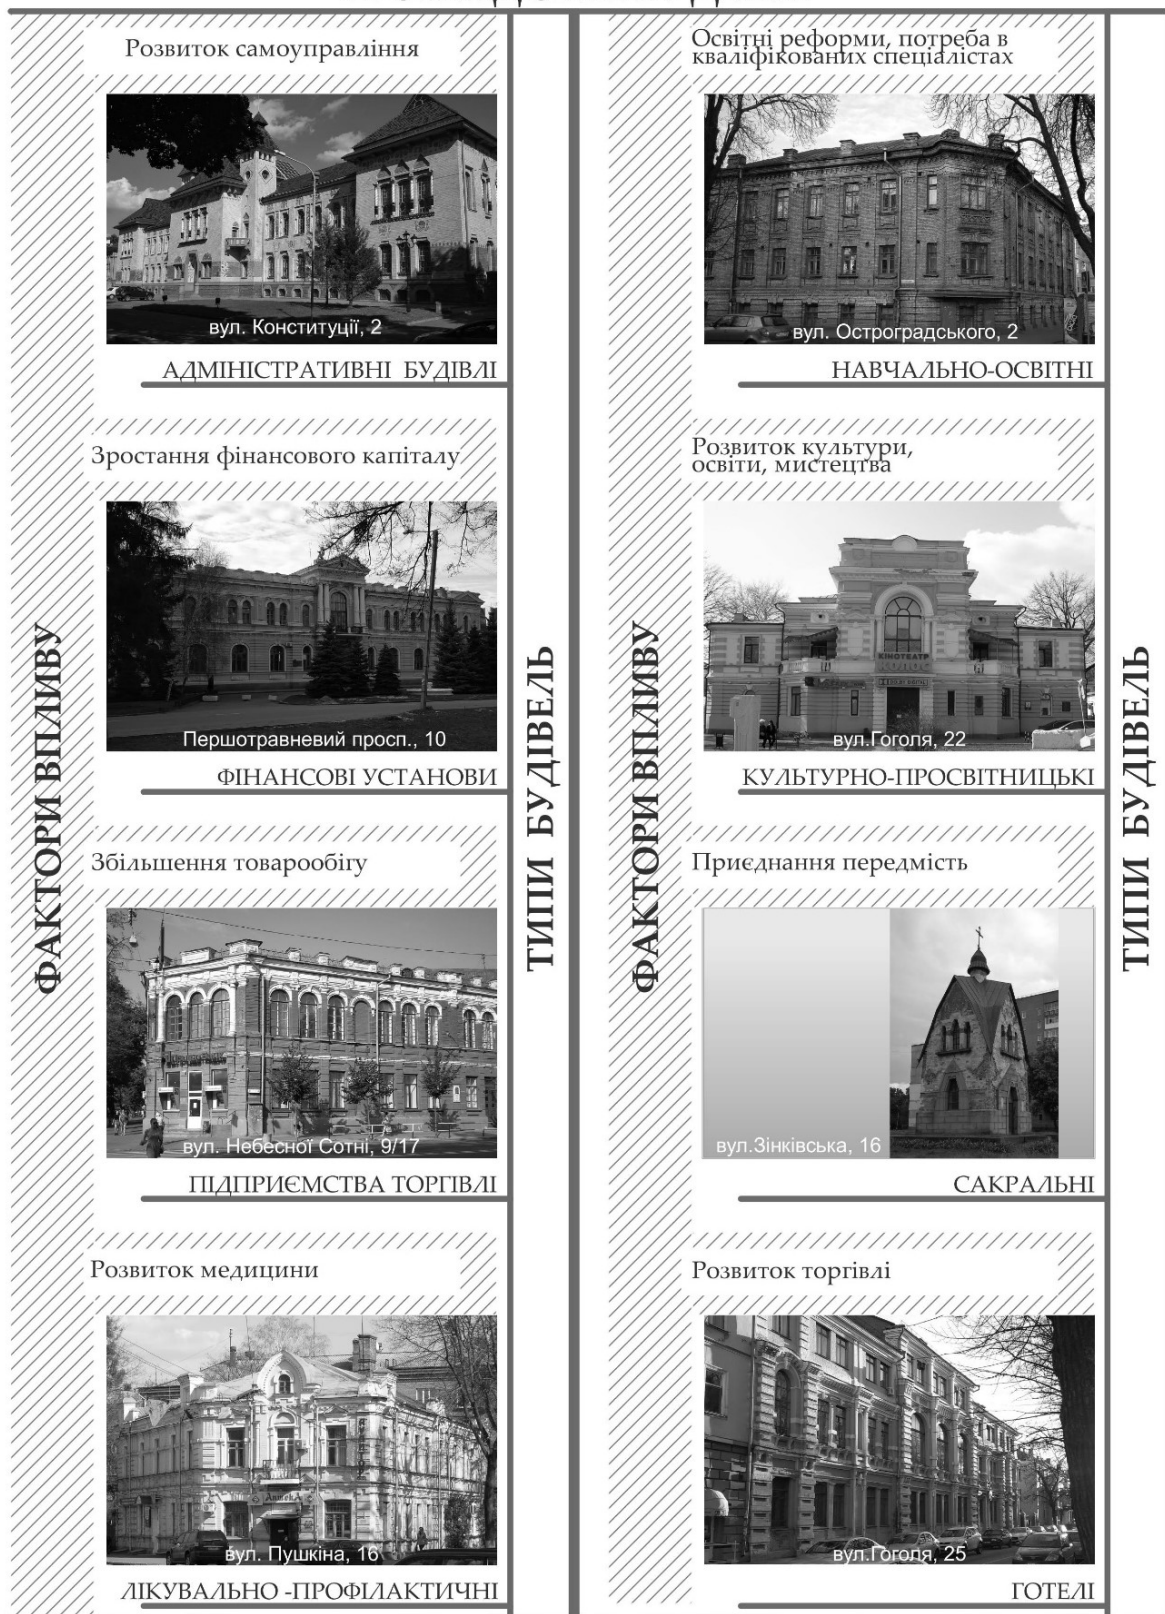 Розвиток самоуправління
вул. Конституції, 2
АДМІНІСТРАТИВНІ БУДІВЛІ
Зростання фінансового капіталу
Першотравневий просп., 10
ФІНАНСОВІ УСТАНОВИ
Збільшення товарообігу
вул. Небесної Сотні, 9/17
ПІДПРИЄМСТВА ТОРГІВЛІ
Розвиток медицини
Аптека
вул. Пушкіна, 16
ЛІКУВАЛЬНО -ПРОФІЛАКТИЧНІ
ФАКТОРИ ВПЛИВУ
ТИПИ БУДІВЕЛЬ
Освітні реформи, потреба в
кваліфікованих спеціалістах
вул. Остроградського, 2
НАВЧАЛЬНО-ОСВІТНІ
Розвиток культури,
освіти, мистецтва
КІНОТЕАТР
КОЛОС
вул.Гоголя, 22
КУЛЬТУРНО-ПРОСВІТНИЦЬКІ
Приєднання передмість
вул.Зінківська, 16
САКРАЛЬНІ
Розвиток торгівлі
вул.Гоголя, 25
ГОТЕЛІ
ФАКТОРИ ВПЛИВУ
ТИПИ БУДІВЕЛЬ